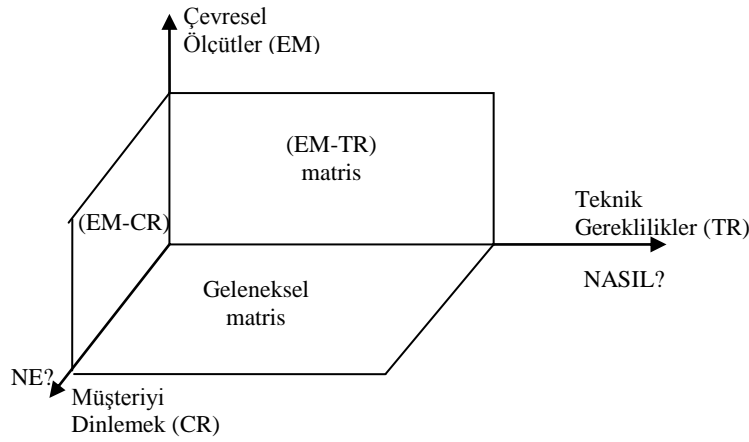 Çevresel
Ölçütler (EM)
(EM-TR)
matris
Teknik
Gereklilikler (TR)
(EM-CR)
NASIL?
Geleneksel
matris
NE?
Müşteriyi
Dinlemek (CR)